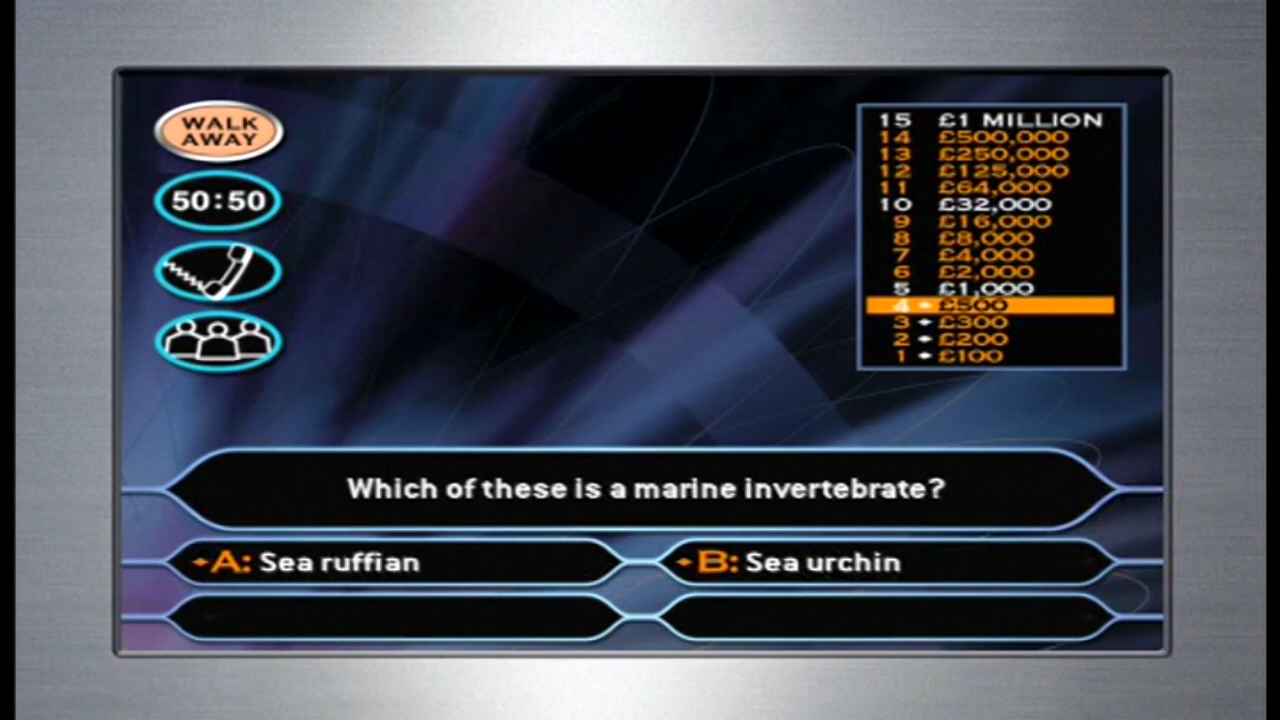 WALK
AWAY
50:50
15 £1 MILLION
14 £500,000
13 £250,000
12 £125,000
11 £64,000
10 £32,000
9 £16,000
8 £8,000
7 £4,000
6 £2,000
5 £1,000
4 £500
3 £300
2 £200
1 £100
Which of these is a marine invertebrate?
A: Sea ruffian
B: Sea urchin